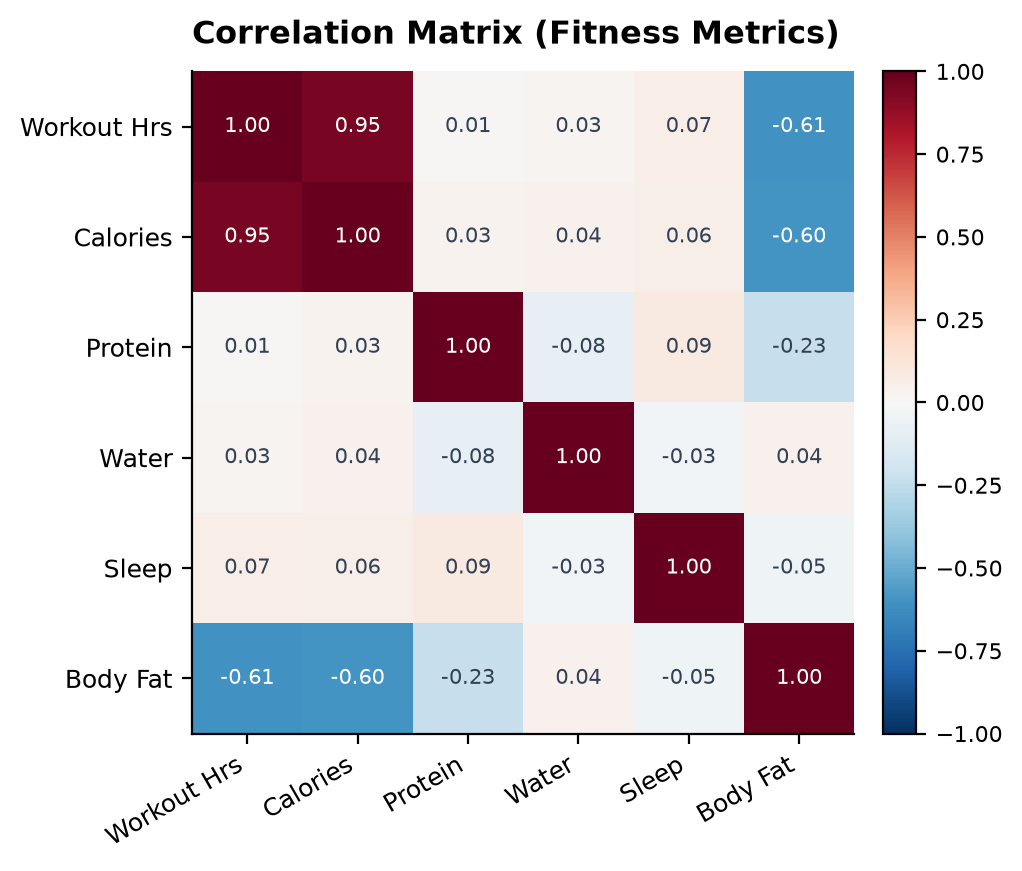 Correlation Matrix (Fitness Metrics)
Workout Hrs 1.00 0.95 0.01 0.03 0.07 -0.61
Calories 0.95 1.00 0.03 0.04 0.06 -0.60
Protein 0.01 0.03 1.00 -0.08 0.09 -0.23
Water 0.03 0.04 -0.08 1.00 -0.03 0.04
Sleep 0.07 0.06 0.09 -0.03 1.00 -0.05
Body Fat -0.61 -0.60 -0.23 0.04 -0.05 1.00
Workout Hrs Calories Protein Water Sleep Body Fat
1.00
0.75
0.50
0.25
0.00
−0.25
−0.50
−0.75
−1.00